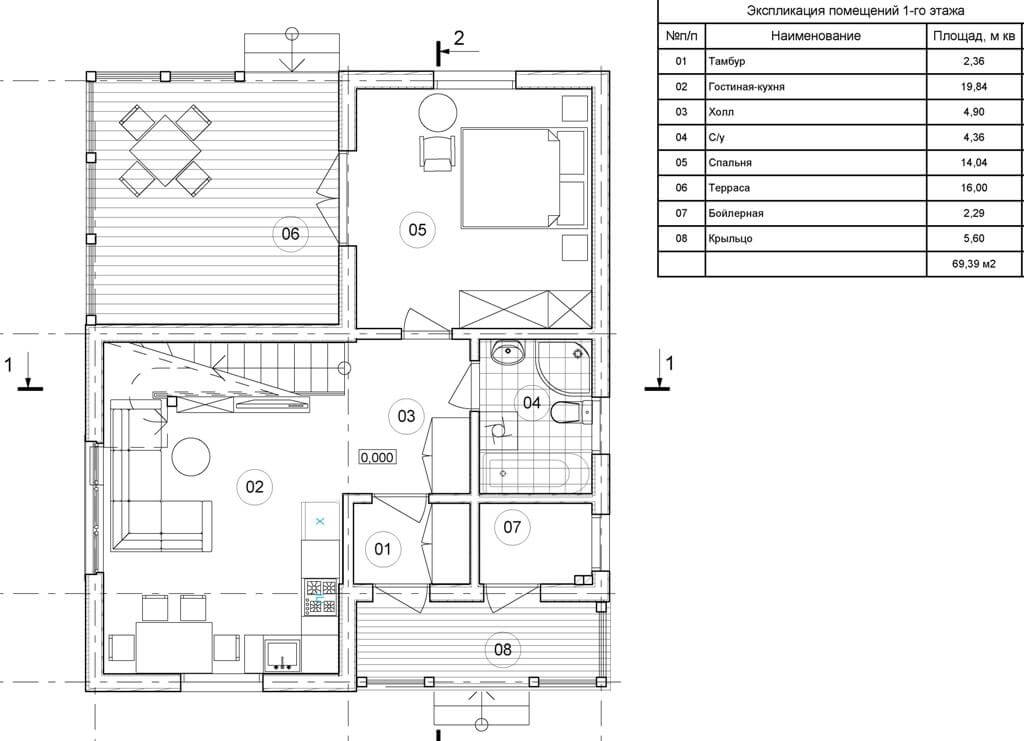 Экспликация помещений 1-го этажа
№п/п Наименование Площад, м кв
01 Тамбур 2,36
02 Гостиная-кухня 19,84
03 Холл 4,90
04 С/у 4,36
05 Спальня 14,04
06 Терраса 16,00
07 Бойлерная 2,29
08 Крыльцо 5,60
69,39 м2
2
06
05
1
1
03
04
0,000
02
X
01
07
08